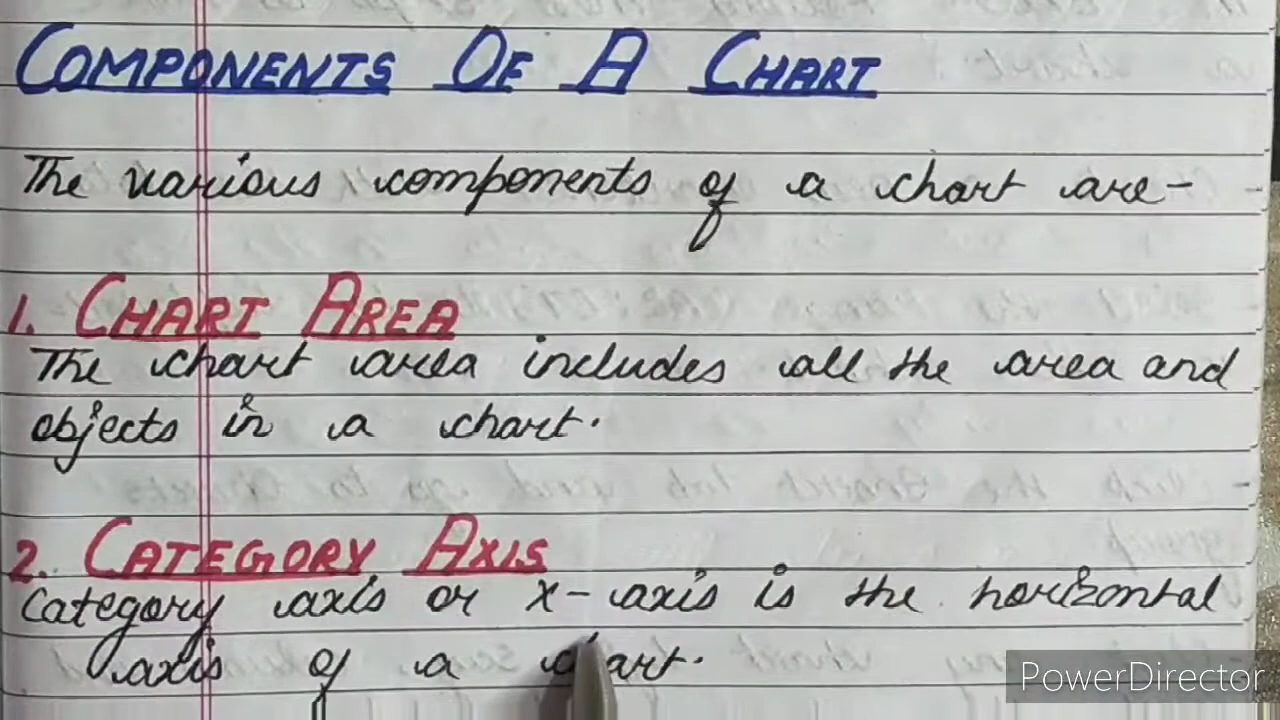 COMPONENTS OF A CHART
The various components of a chart are-
1. CHART AREA
The chart area includes all the area and
objects in a chart.
2. CATEGORY AXIS
Category axis or X-axis is the horizontal
axis of a chart.
PowerDirector